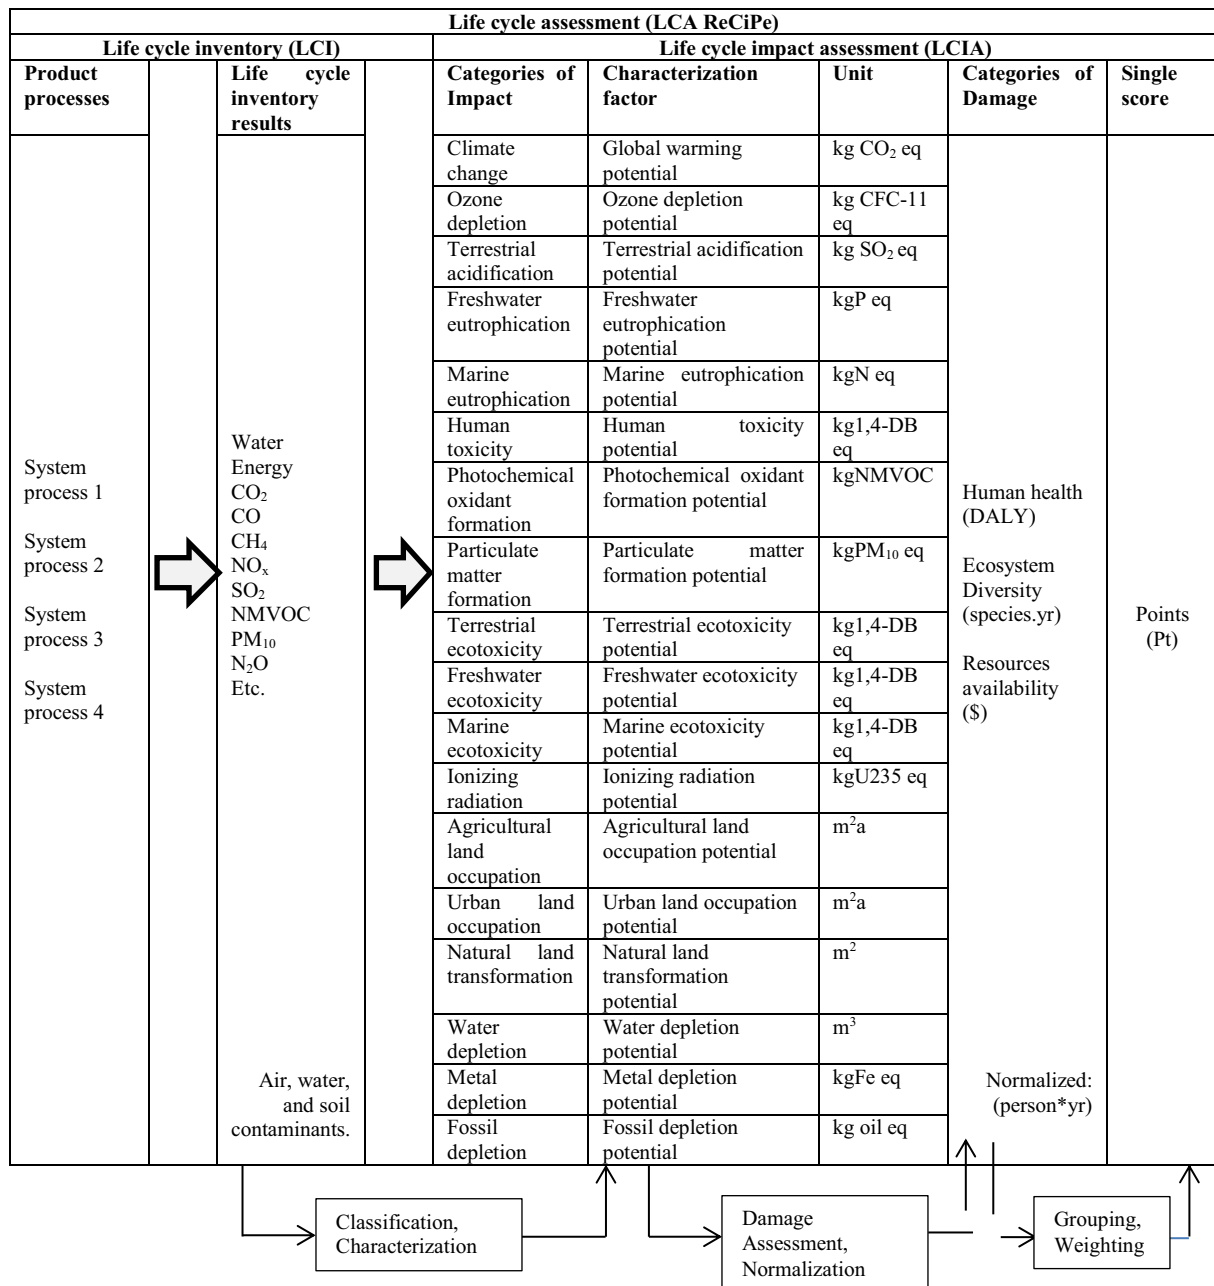 Life cycle assessment (LCA ReCiPe)
Life cycle inventory (LCI)
Life cycle impact assessment (LCIA)
Product
processes
Life cycle
inventory
results
Categories of
Impact
Characterization
factor
Unit
Categories of
Damage
Single
score
System
process 1
System
process 2
System
process 3
System
process 4
Water
Energy
CO₂
CO
CH₄
NOₓ
SO₂
NMVOC
PM₁₀
N₂O
Etc.
Air, water,
and soil
contaminants.
Climate
change
Global warming
potential
kg CO₂ eq
Ozone
depletion
Ozone depletion
potential
kg CFC-11
eq
Terrestrial
acidification
Terrestrial acidification
potential
kg SO₂ eq
Freshwater
eutrophication
Freshwater
eutrophication
potential
kgP eq
Marine
eutrophication
Marine eutrophication
potential
kgN eq
Human
toxicity
Human toxicity
potential
kg1,4-DB
eq
Photochemical
oxidant
formation
Photochemical oxidant
formation potential
kgNMVOC
Particulate
matter
formation
Particulate matter
formation potential
kgPM₁₀ eq
Terrestrial
ecotoxicity
Terrestrial ecotoxicity
potential
kg1,4-DB
eq
Freshwater
ecotoxicity
Freshwater ecotoxicity
potential
kg1,4-DB
eq
Marine
ecotoxicity
Marine ecotoxicity
potential
kg1,4-DB
eq
Ionizing
radiation
Ionizing radiation
potential
kgU235 eq
Agricultural
land
occupation
Agricultural land
occupation potential
m²a
Urban land
occupation
Urban land occupation
potential
m²a
Natural land
transformation
Natural land
transformation
potential
m²
Water
depletion
Water depletion
potential
m³
Metal
depletion
Metal depletion
potential
kgFe eq
Fossil
depletion
Fossil depletion
potential
kg oil eq
Human health
(DALY)
Ecosystem
Diversity
(species.yr)
Resources
availability
($)
Normalized:
(person*yr)
Points
(Pt)
Classification,
Characterization
Damage
Assessment,
Normalization
Grouping,
Weighting